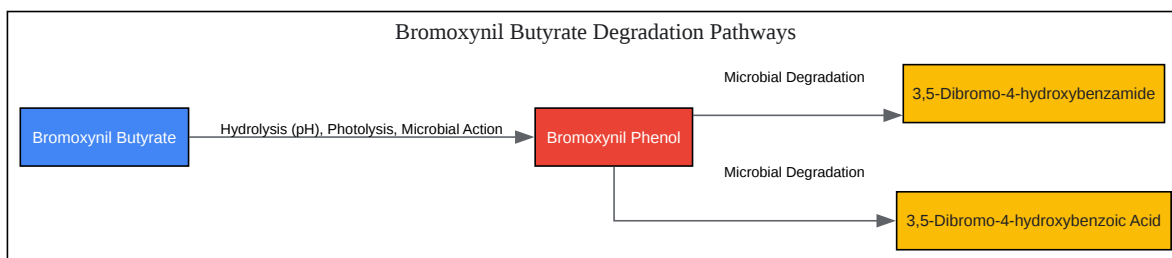 Bromoxynil Butyrate Degradation Pathways
Microbial Degradation
3,5-Dibromo-4-hydroxybenzamide
Bromoxynil Butyrate
Hydrolysis (pH), Photolysis, Microbial Action
Bromoxynil Phenol
Microbial Degradation
3,5-Dibromo-4-hydroxybenzoic Acid